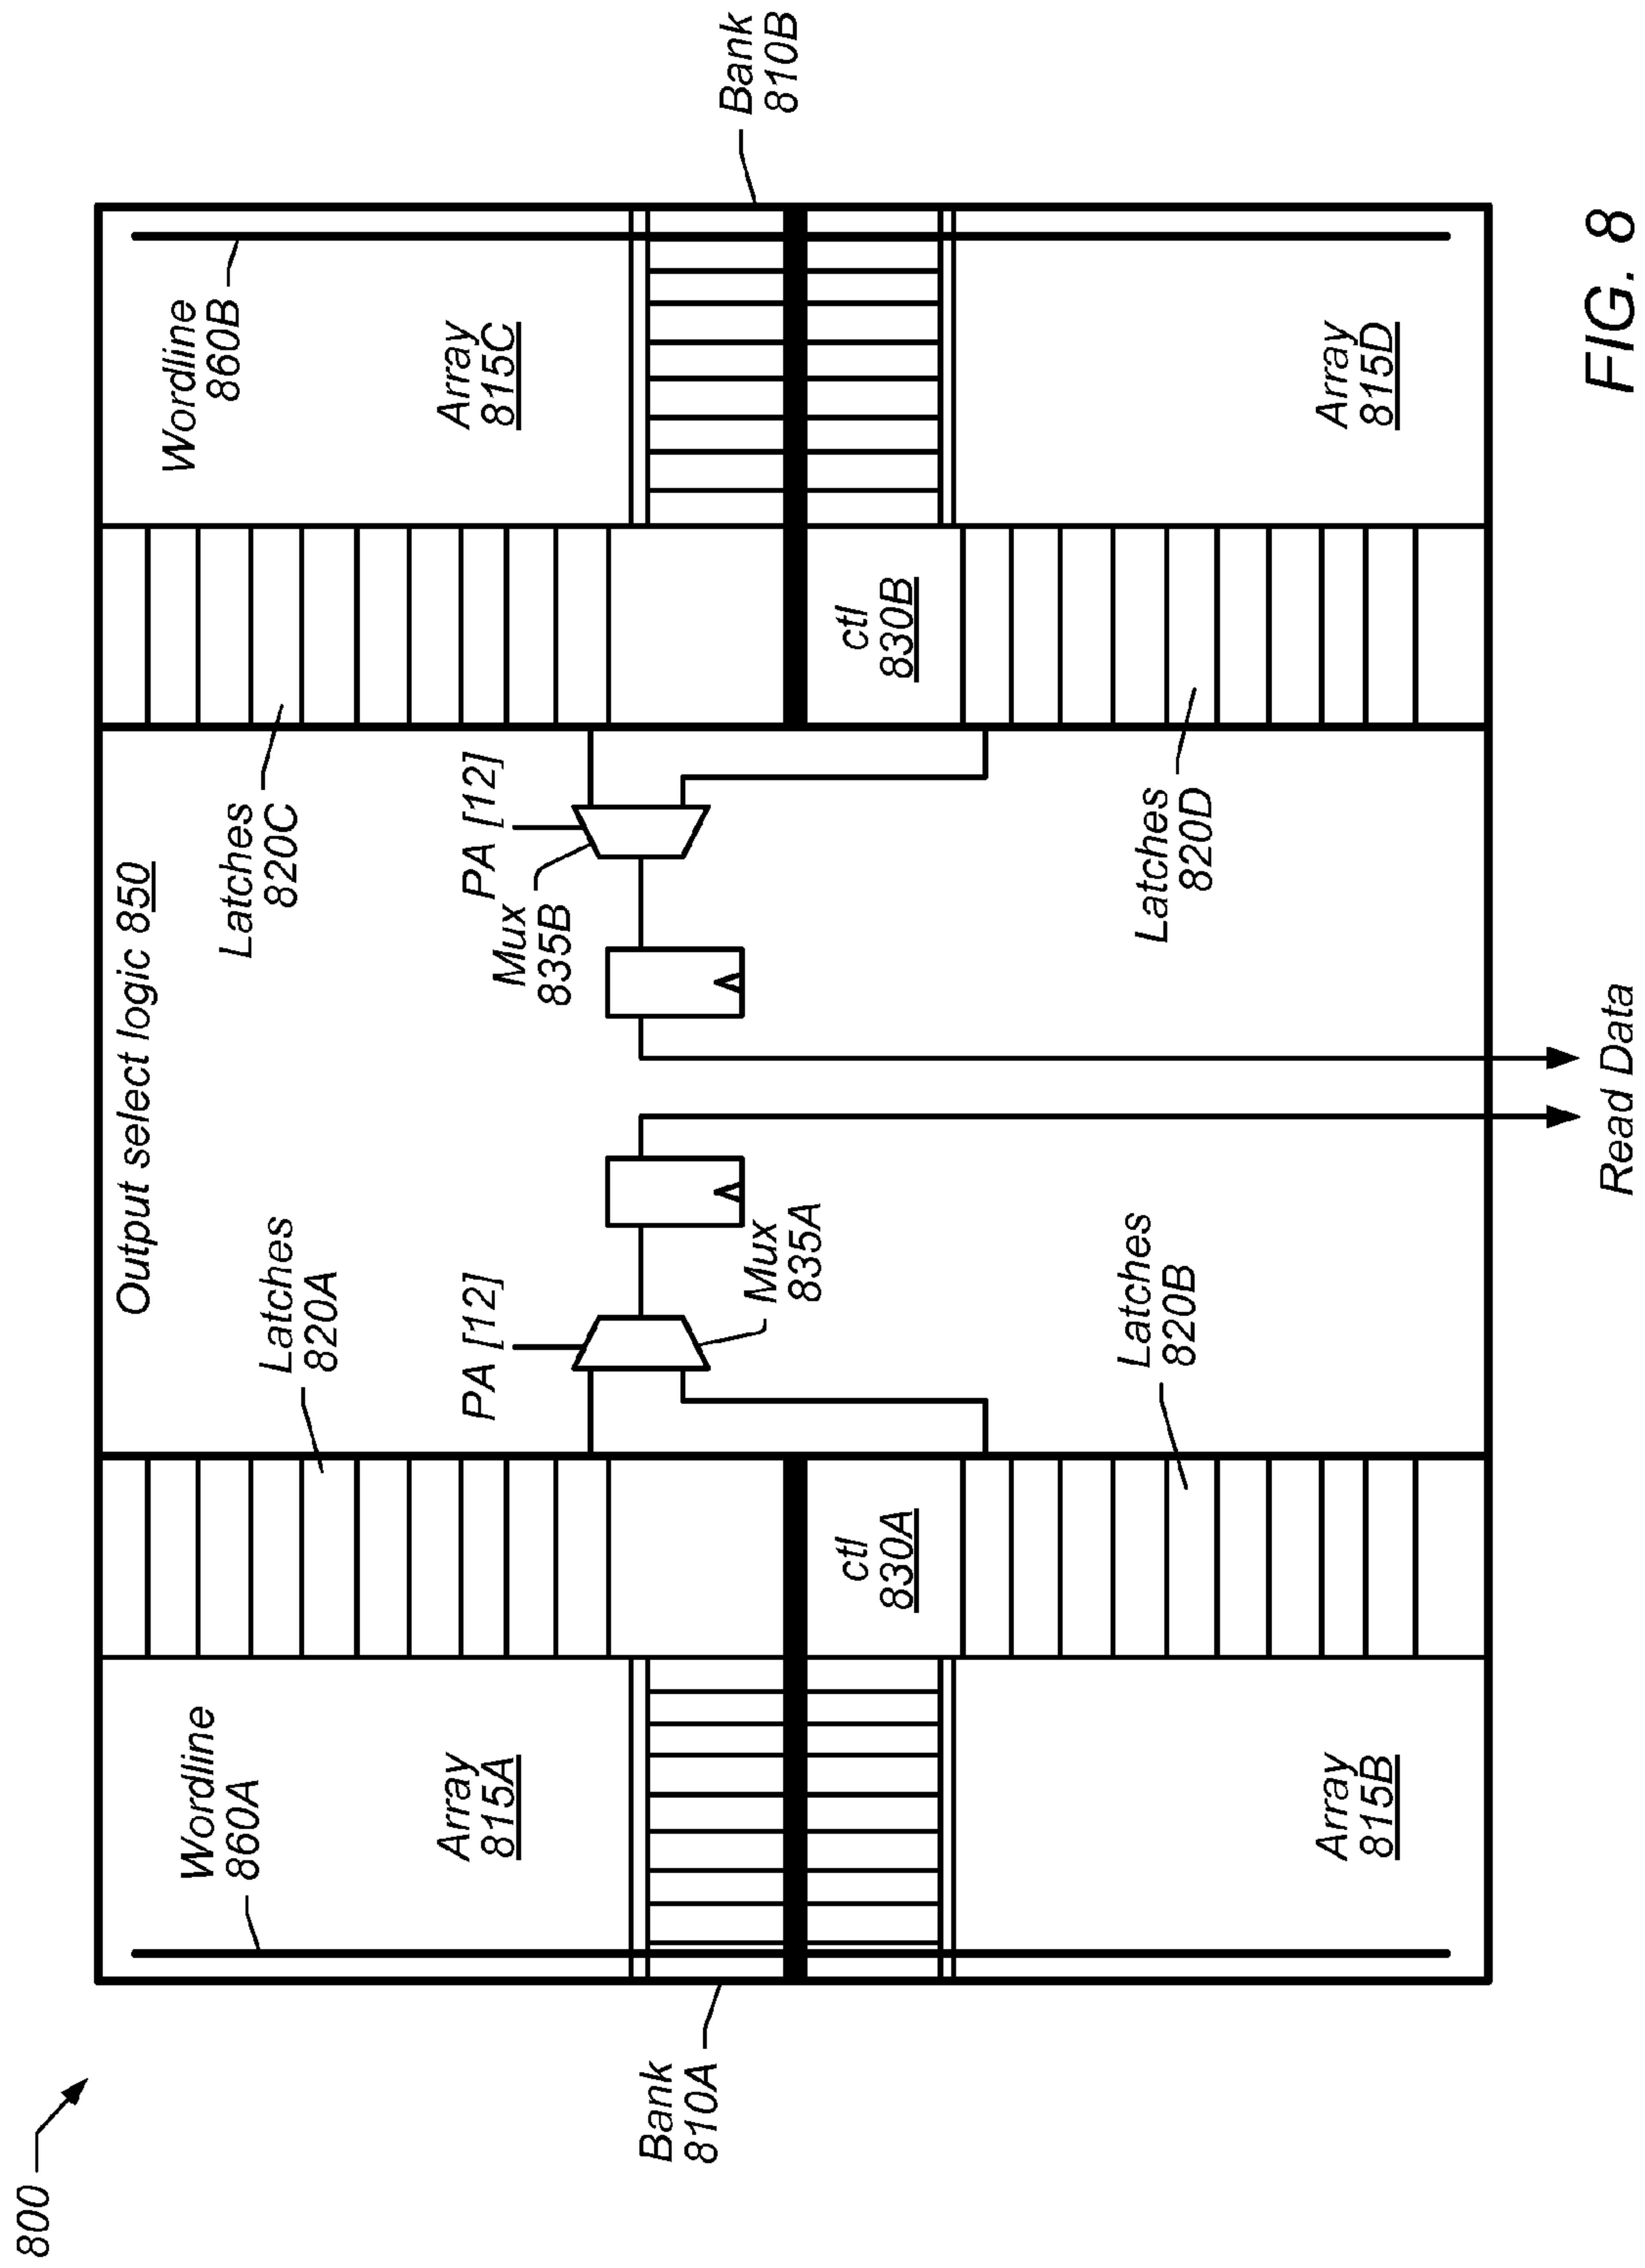 800
Output select logic 850
Wordline
860A
Wordline
860B
Latches
820A
Latches
820C
Array
815A
Array
815C
PA [12]
PA [12]
Mux
835B
Bank
810A
Mux
835A
Bank
810B
ctl
830A
ctl
830B
Latches
820B
Latches
820D
Array
815B
Array
815D
Read Data
FIG. 8